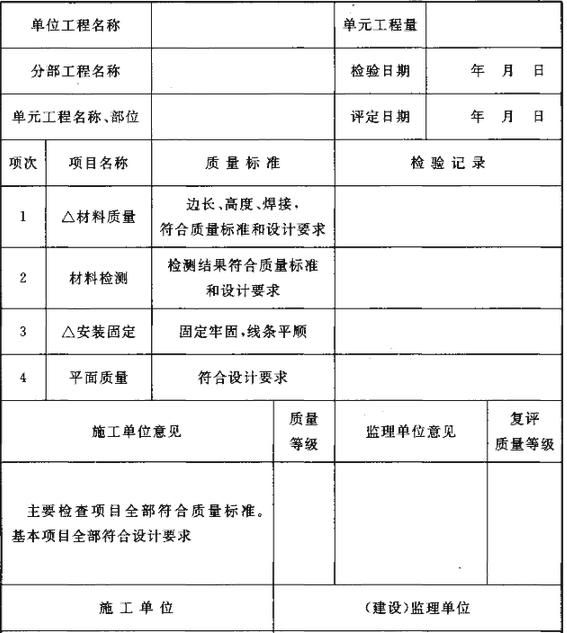 单位工程名称 单元工程量
分部工程名称 检验日期 年 月 日
单元工程名称、部位 评定日期 年 月 日
项次 项目名称 质量标准 检验记录
1 △材料质量 边长、高度、焊接,
符合质量标准和设计要求
2 材料检测 检测结果符合质量标准
和设计要求
3 △安装固定 固定牢固,线条平顺
4 平面质量 符合设计要求
施工单位意见 质量
等级 监理单位意见 复评
质量等级
主要检查项目全部符合质量标准。
基本项目全部符合设计要求
施工单位 (建设)监理单位